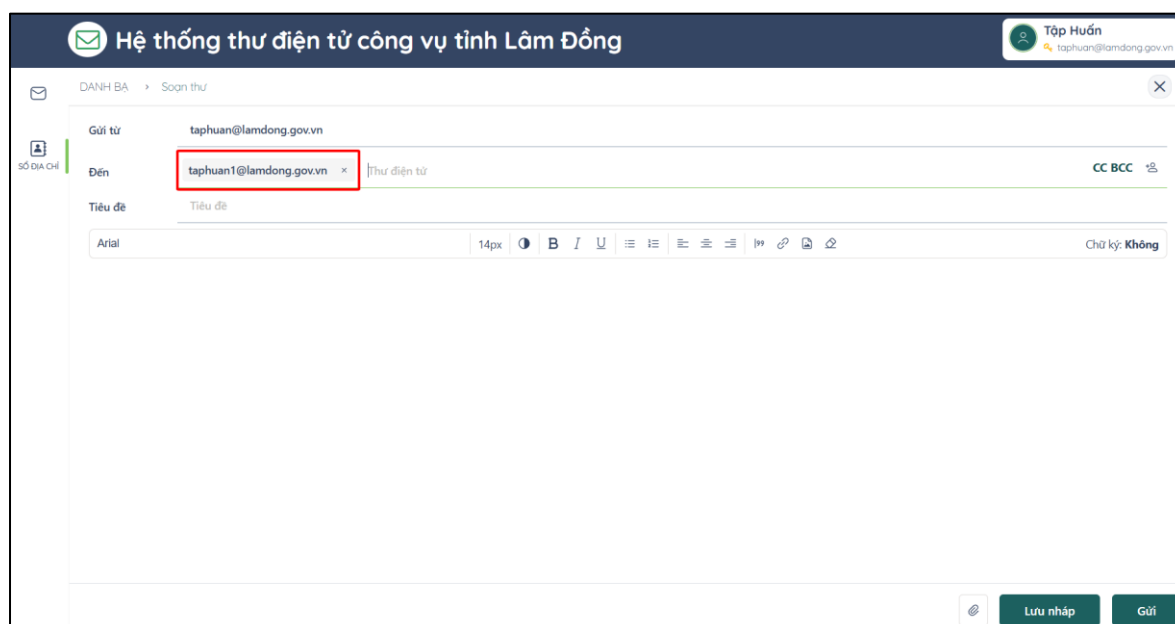 Hệ thống thư điện tử công vụ tỉnh Lâm Đồng
Tập Huấn
taphuan@lamdong.gov.vn
DANH BẠ › Soạn thư
SỔ ĐỊA CHỈ
Gửi từ taphuan@lamdong.gov.vn
Đến taphuan1@lamdong.gov.vn × Thư điện tử CC BCC
Tiêu đề Tiêu đề
Arial 14px B I U Chữ ký: Không
Lưu nháp Gửi